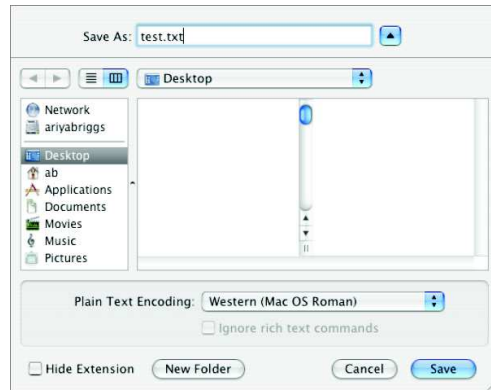 Save As: test.txt
Desktop
Network
ariyabriggs
Desktop
ab
Applications
Documents
Movies
Music
Pictures
Plain Text Encoding: Western (Mac OS Roman)
Ignore rich text commands
Hide Extension New Folder Cancel Save